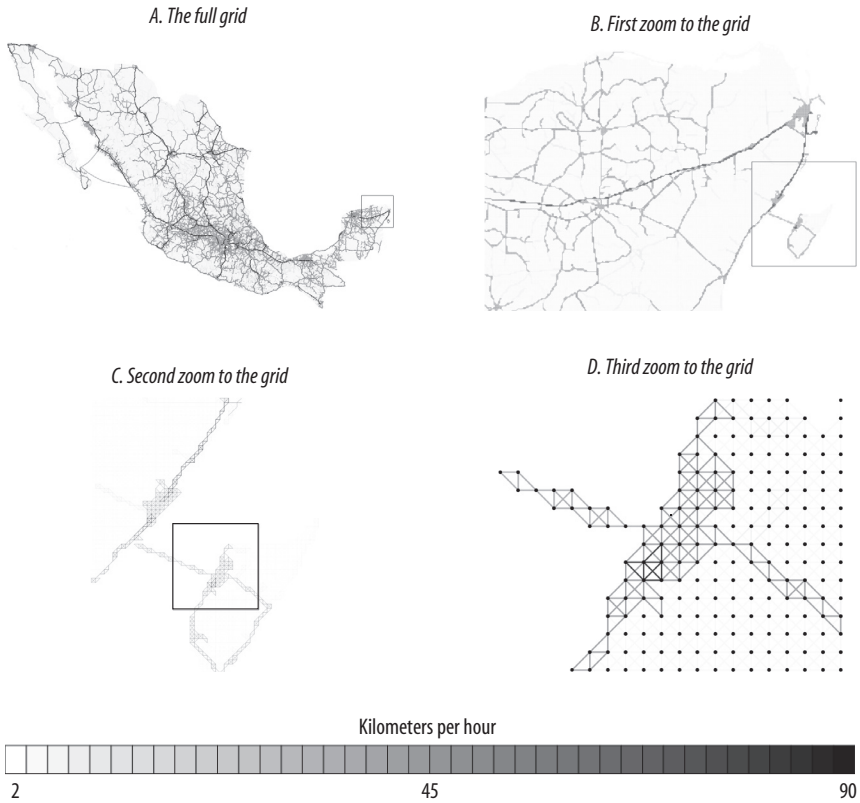 A. The full grid
B. First zoom to the grid
C. Second zoom to the grid
D. Third zoom to the grid
Kilometers per hour
2 45 90